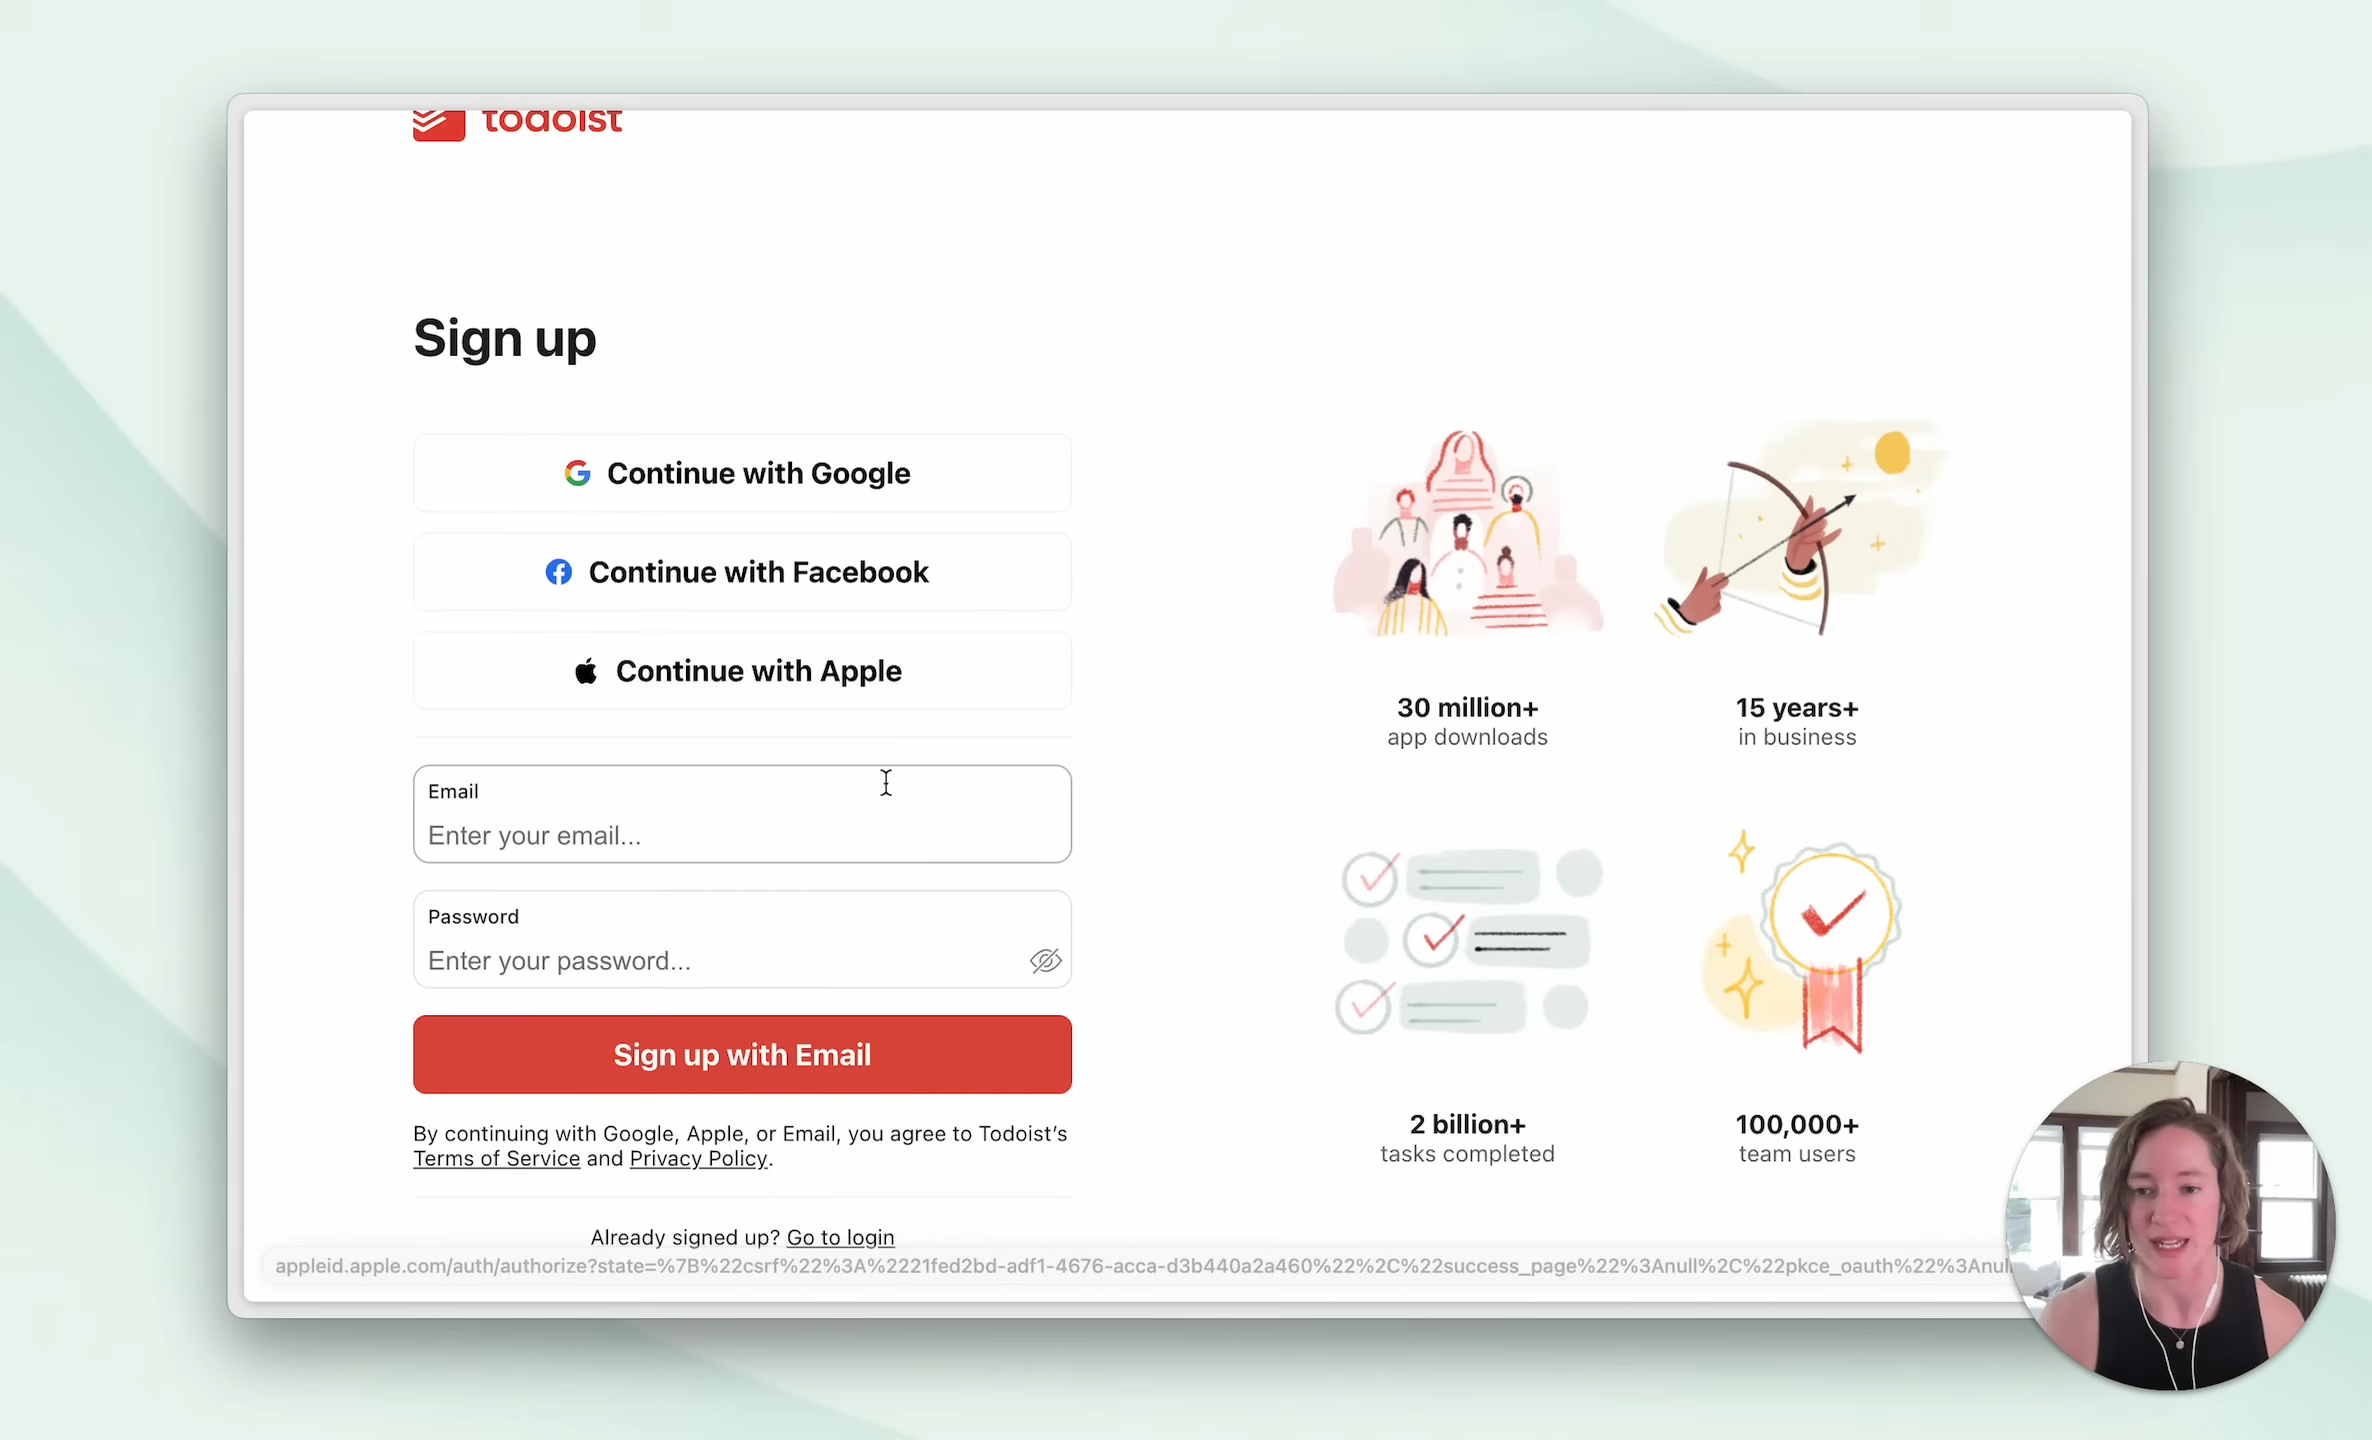 todoist
Sign up
Continue with Google
Continue with Facebook
Continue with Apple
Email
Enter your email...
Password
Enter your password...
Sign up with Email
By continuing with Google, Apple, or Email, you agree to Todoist's
Terms of Service and Privacy Policy.
Already signed up? Go to login
30 million+
app downloads
15 years+
in business
2 billion+
tasks completed
100,000+
team users
appleid.apple.com/auth/authorize?state=%7B%22csrf%22%3A%2221fed2bd-adf1-4676-acca-d3b440a2a460%22%2C%22success_page%22%3Anull%2C%22pkce_oauth%22%3Anul